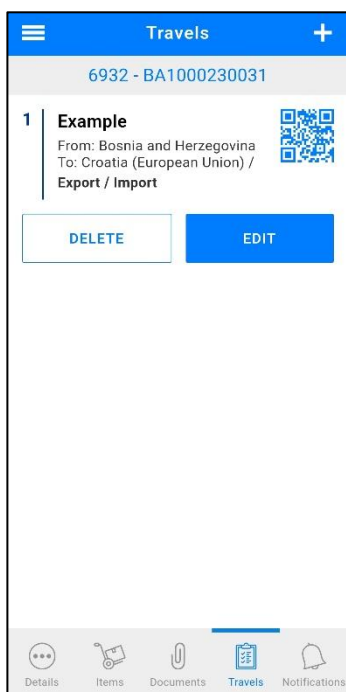 Travels
6932 - BA1000230031
1 Example
From: Bosnia and Herzegovina
To: Croatia (European Union) /
Export / Import
DELETE EDIT
Details Items Documents Travels Notifications